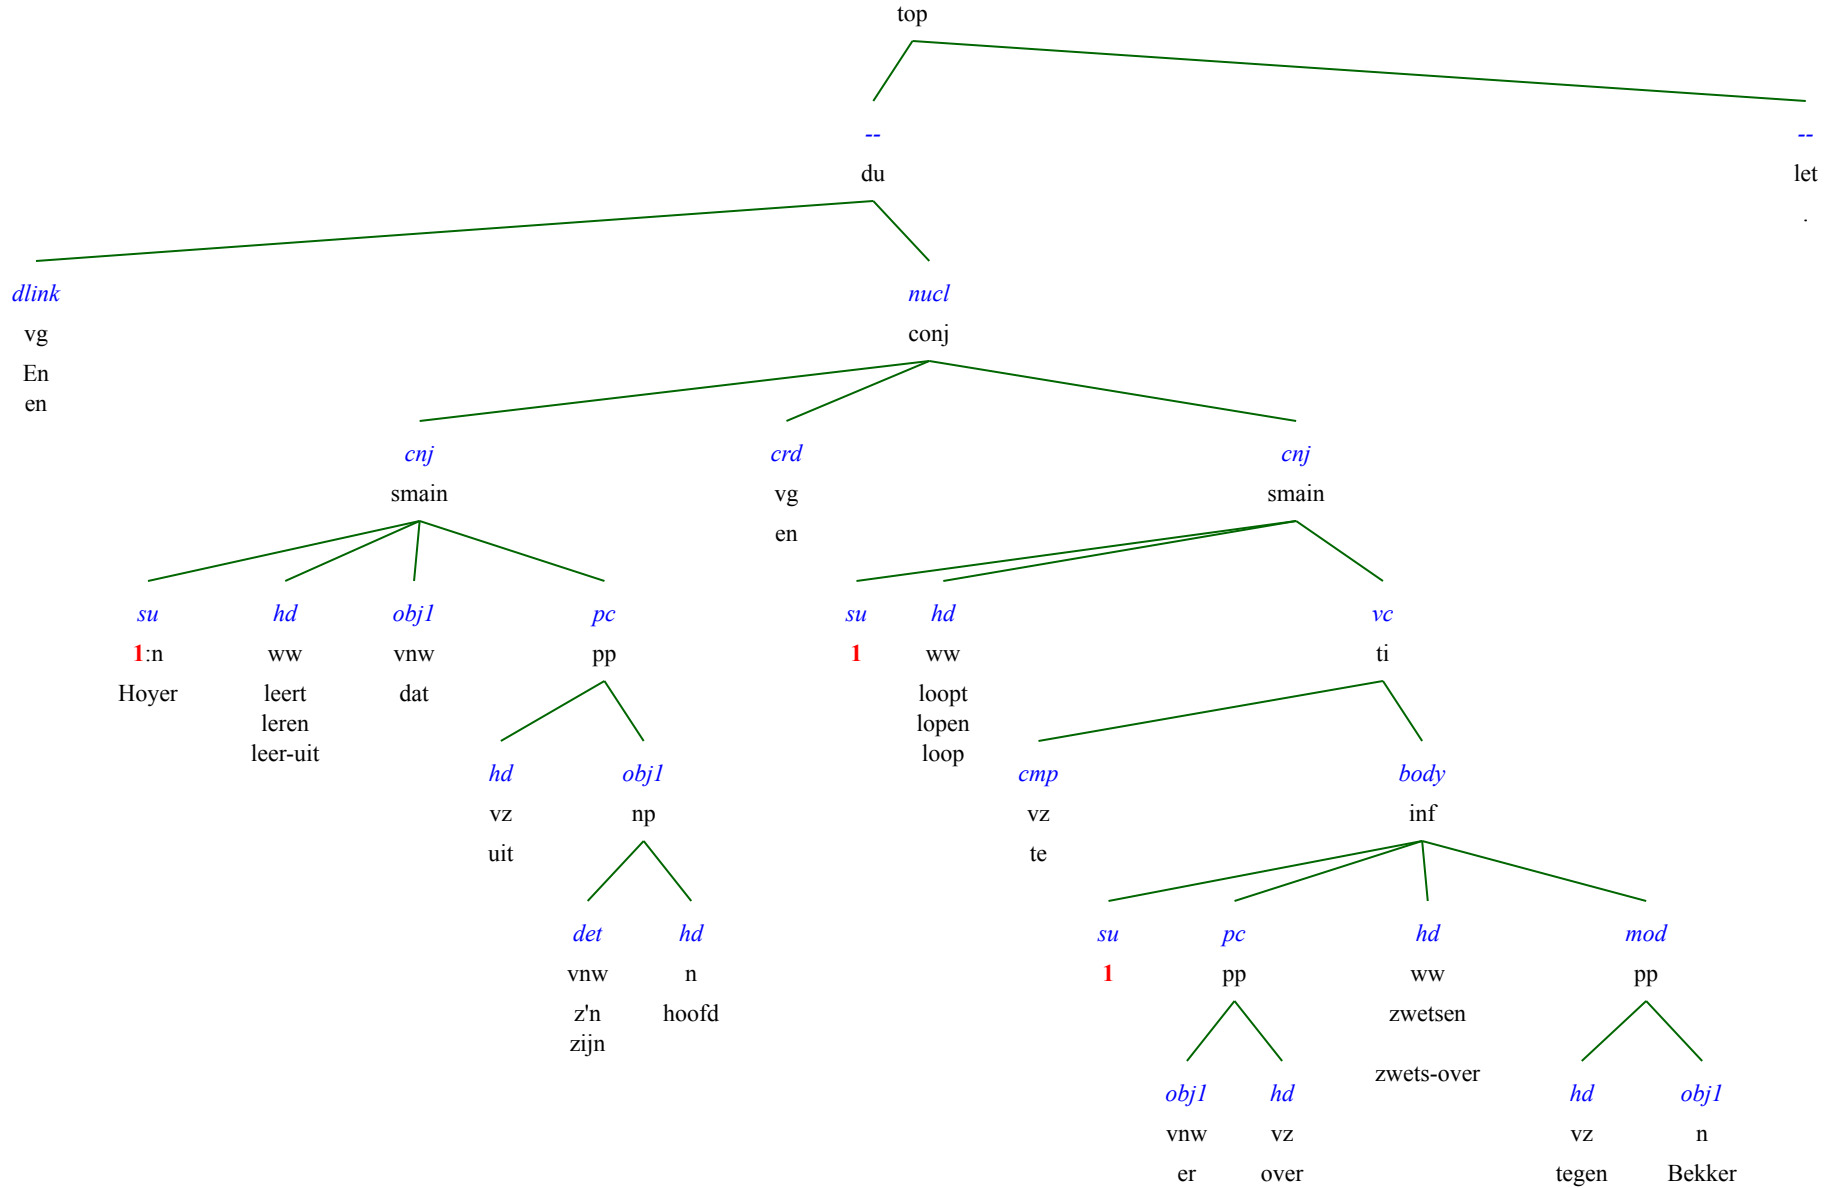 top
-- --
du let
.
dlink nucl
vg conj
En
en
cnj crd cnj
smain vg smain
en
su hd obj1 pc su hd vc
1:n ww vnw pp 1 ww ti
Hoyer leert dat loopt
leren lopen
leer-uit loop
hd obj1 cmp body
vz np vz inf
uit te
det hd su pc hd mod
vnw n 1 pp ww pp
z'n hoofd zwetsen
zijn
zwets-over
obj1 hd hd obj1
vnw vz vz n
er over tegen Bekker